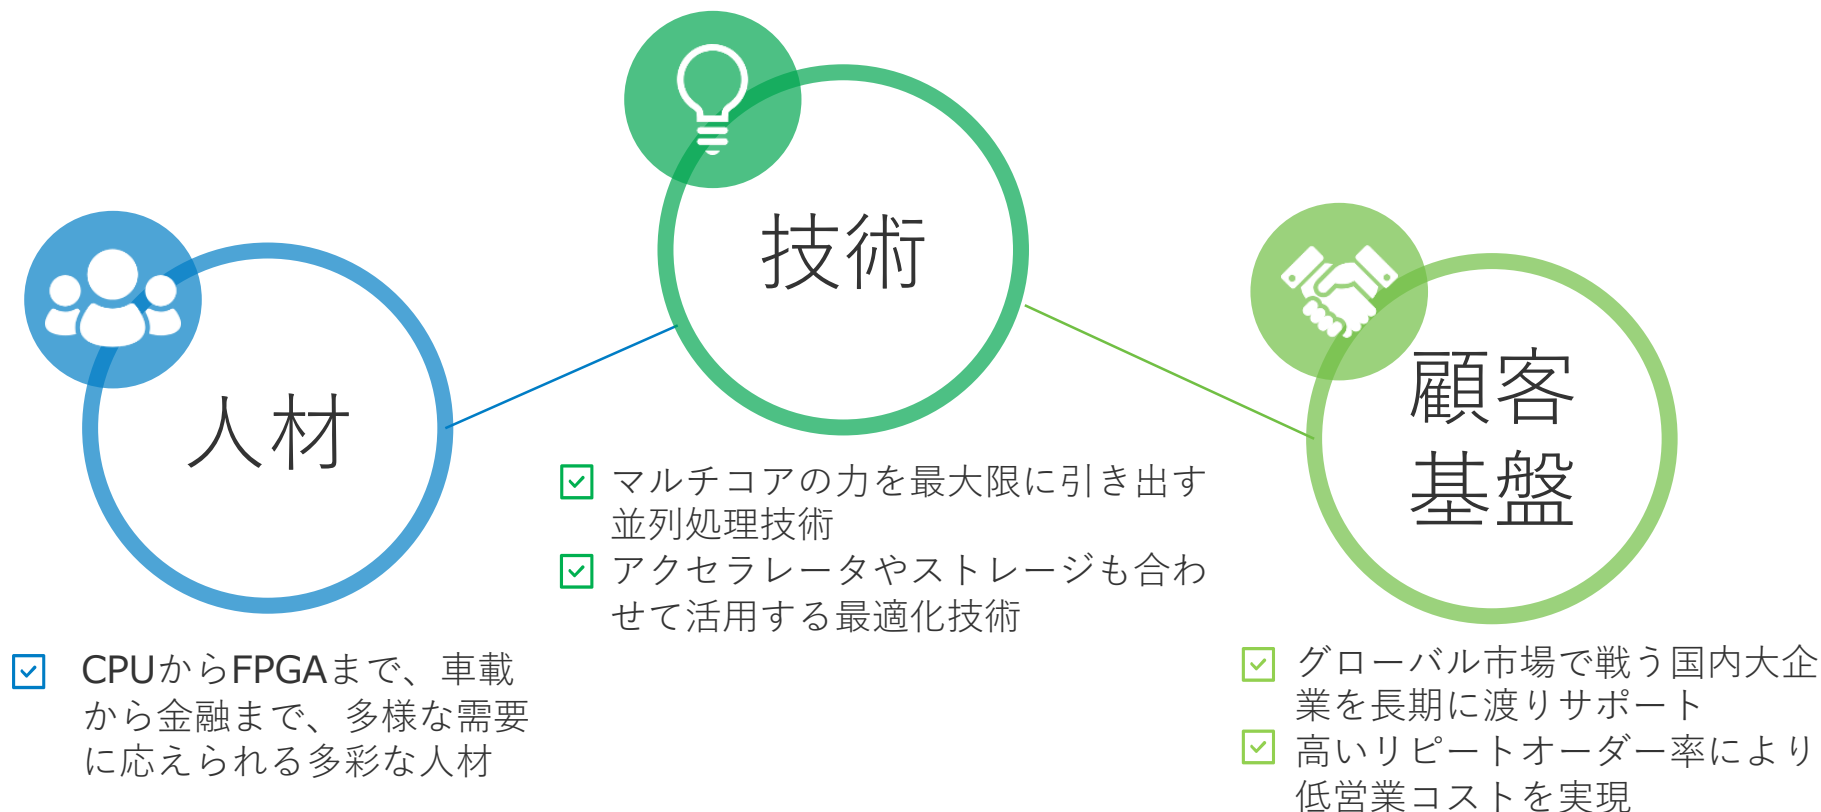 人材
CPUからFPGAまで、車載
から金融まで、多様な需要
に応えられる多彩な人材
技術
マルチコアの力を最大限に引き出す
並列処理技術
アクセラレータやストレージも合わ
せて活用する最適化技術
顧客
基盤
グローバル市場で戦う国内大企
業を長期に渡りサポート
高いリピートオーダー率により
低営業コストを実現